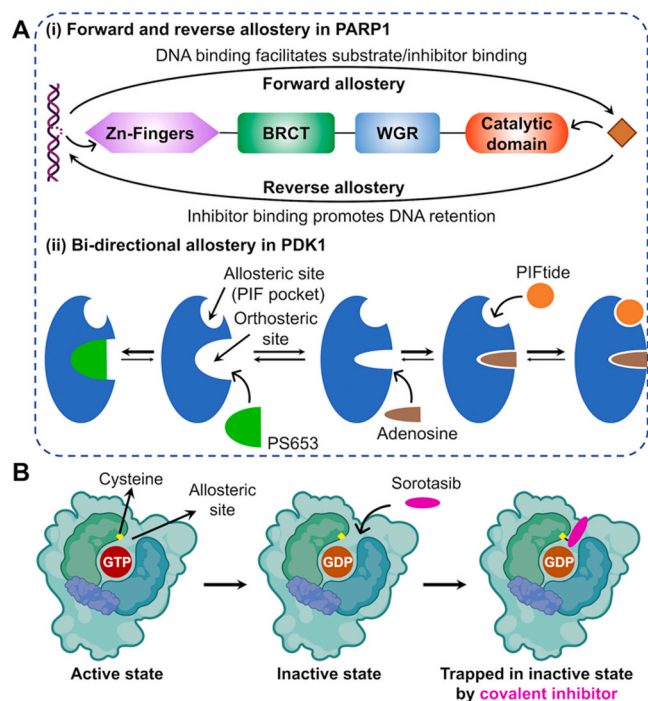 A
(i) Forward and reverse allostery in PARP1
DNA binding facilitates substrate/inhibitor binding
Forward allostery
Zn-Fingers
BRCT
WGR
Catalytic
domain
Reverse allostery
Inhibitor binding promotes DNA retention
(ii) Bi-directional allostery in PDK1
Allosteric site
(PIF pocket)
Orthosteric
site
PIFtide
PS653
Adenosine
B
Cysteine
Allosteric
site
Sorotasib
GTP
GDP
GDP
Active state
Inactive state
Trapped in inactive state
by covalent inhibitor